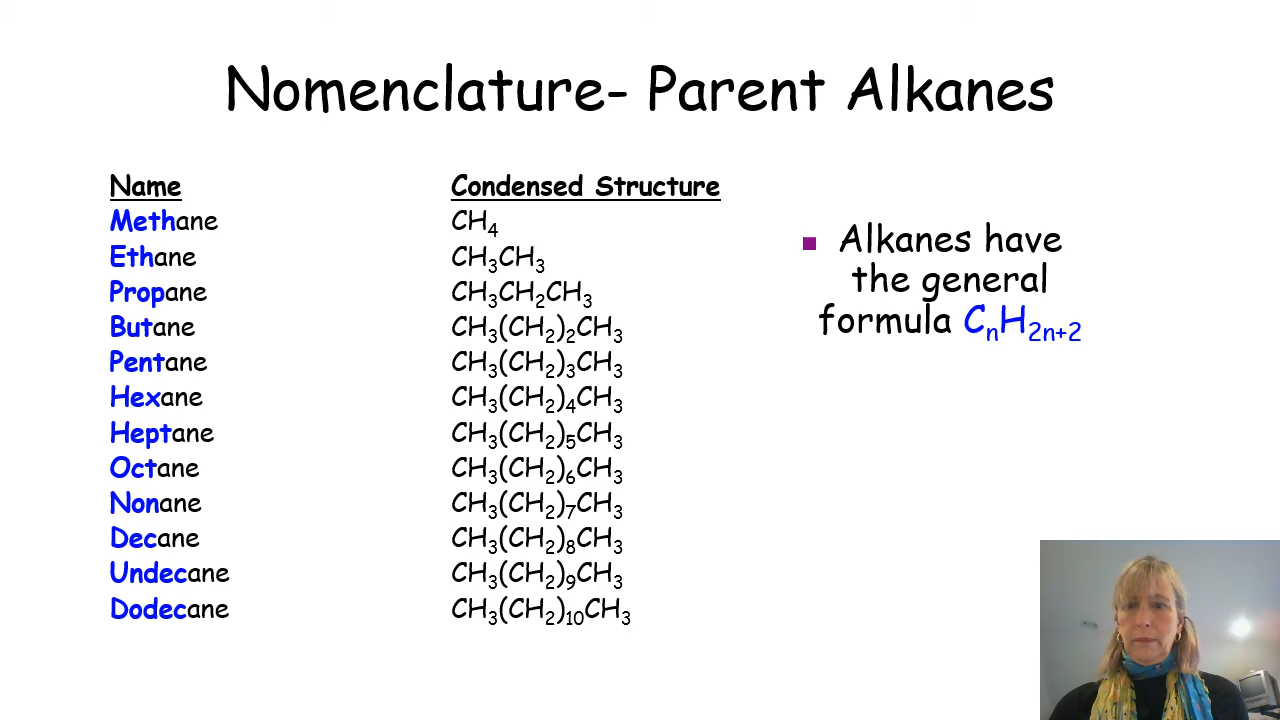 Nomenclature- Parent Alkanes
Name Condensed Structure
Methane CH₄
Ethane CH₃CH₃
Propane CH₃CH₂CH₃
Butane CH₃(CH₂)₂CH₃
Pentane CH₃(CH₂)₃CH₃
Hexane CH₃(CH₂)₄CH₃
Heptane CH₃(CH₂)₅CH₃
Octane CH₃(CH₂)₆CH₃
Nonane CH₃(CH₂)₇CH₃
Decane CH₃(CH₂)₈CH₃
Undecane CH₃(CH₂)₉CH₃
Dodecane CH₃(CH₂)₁₀CH₃
Alkanes have
the general
formula CₙH₂ₙ₊₂